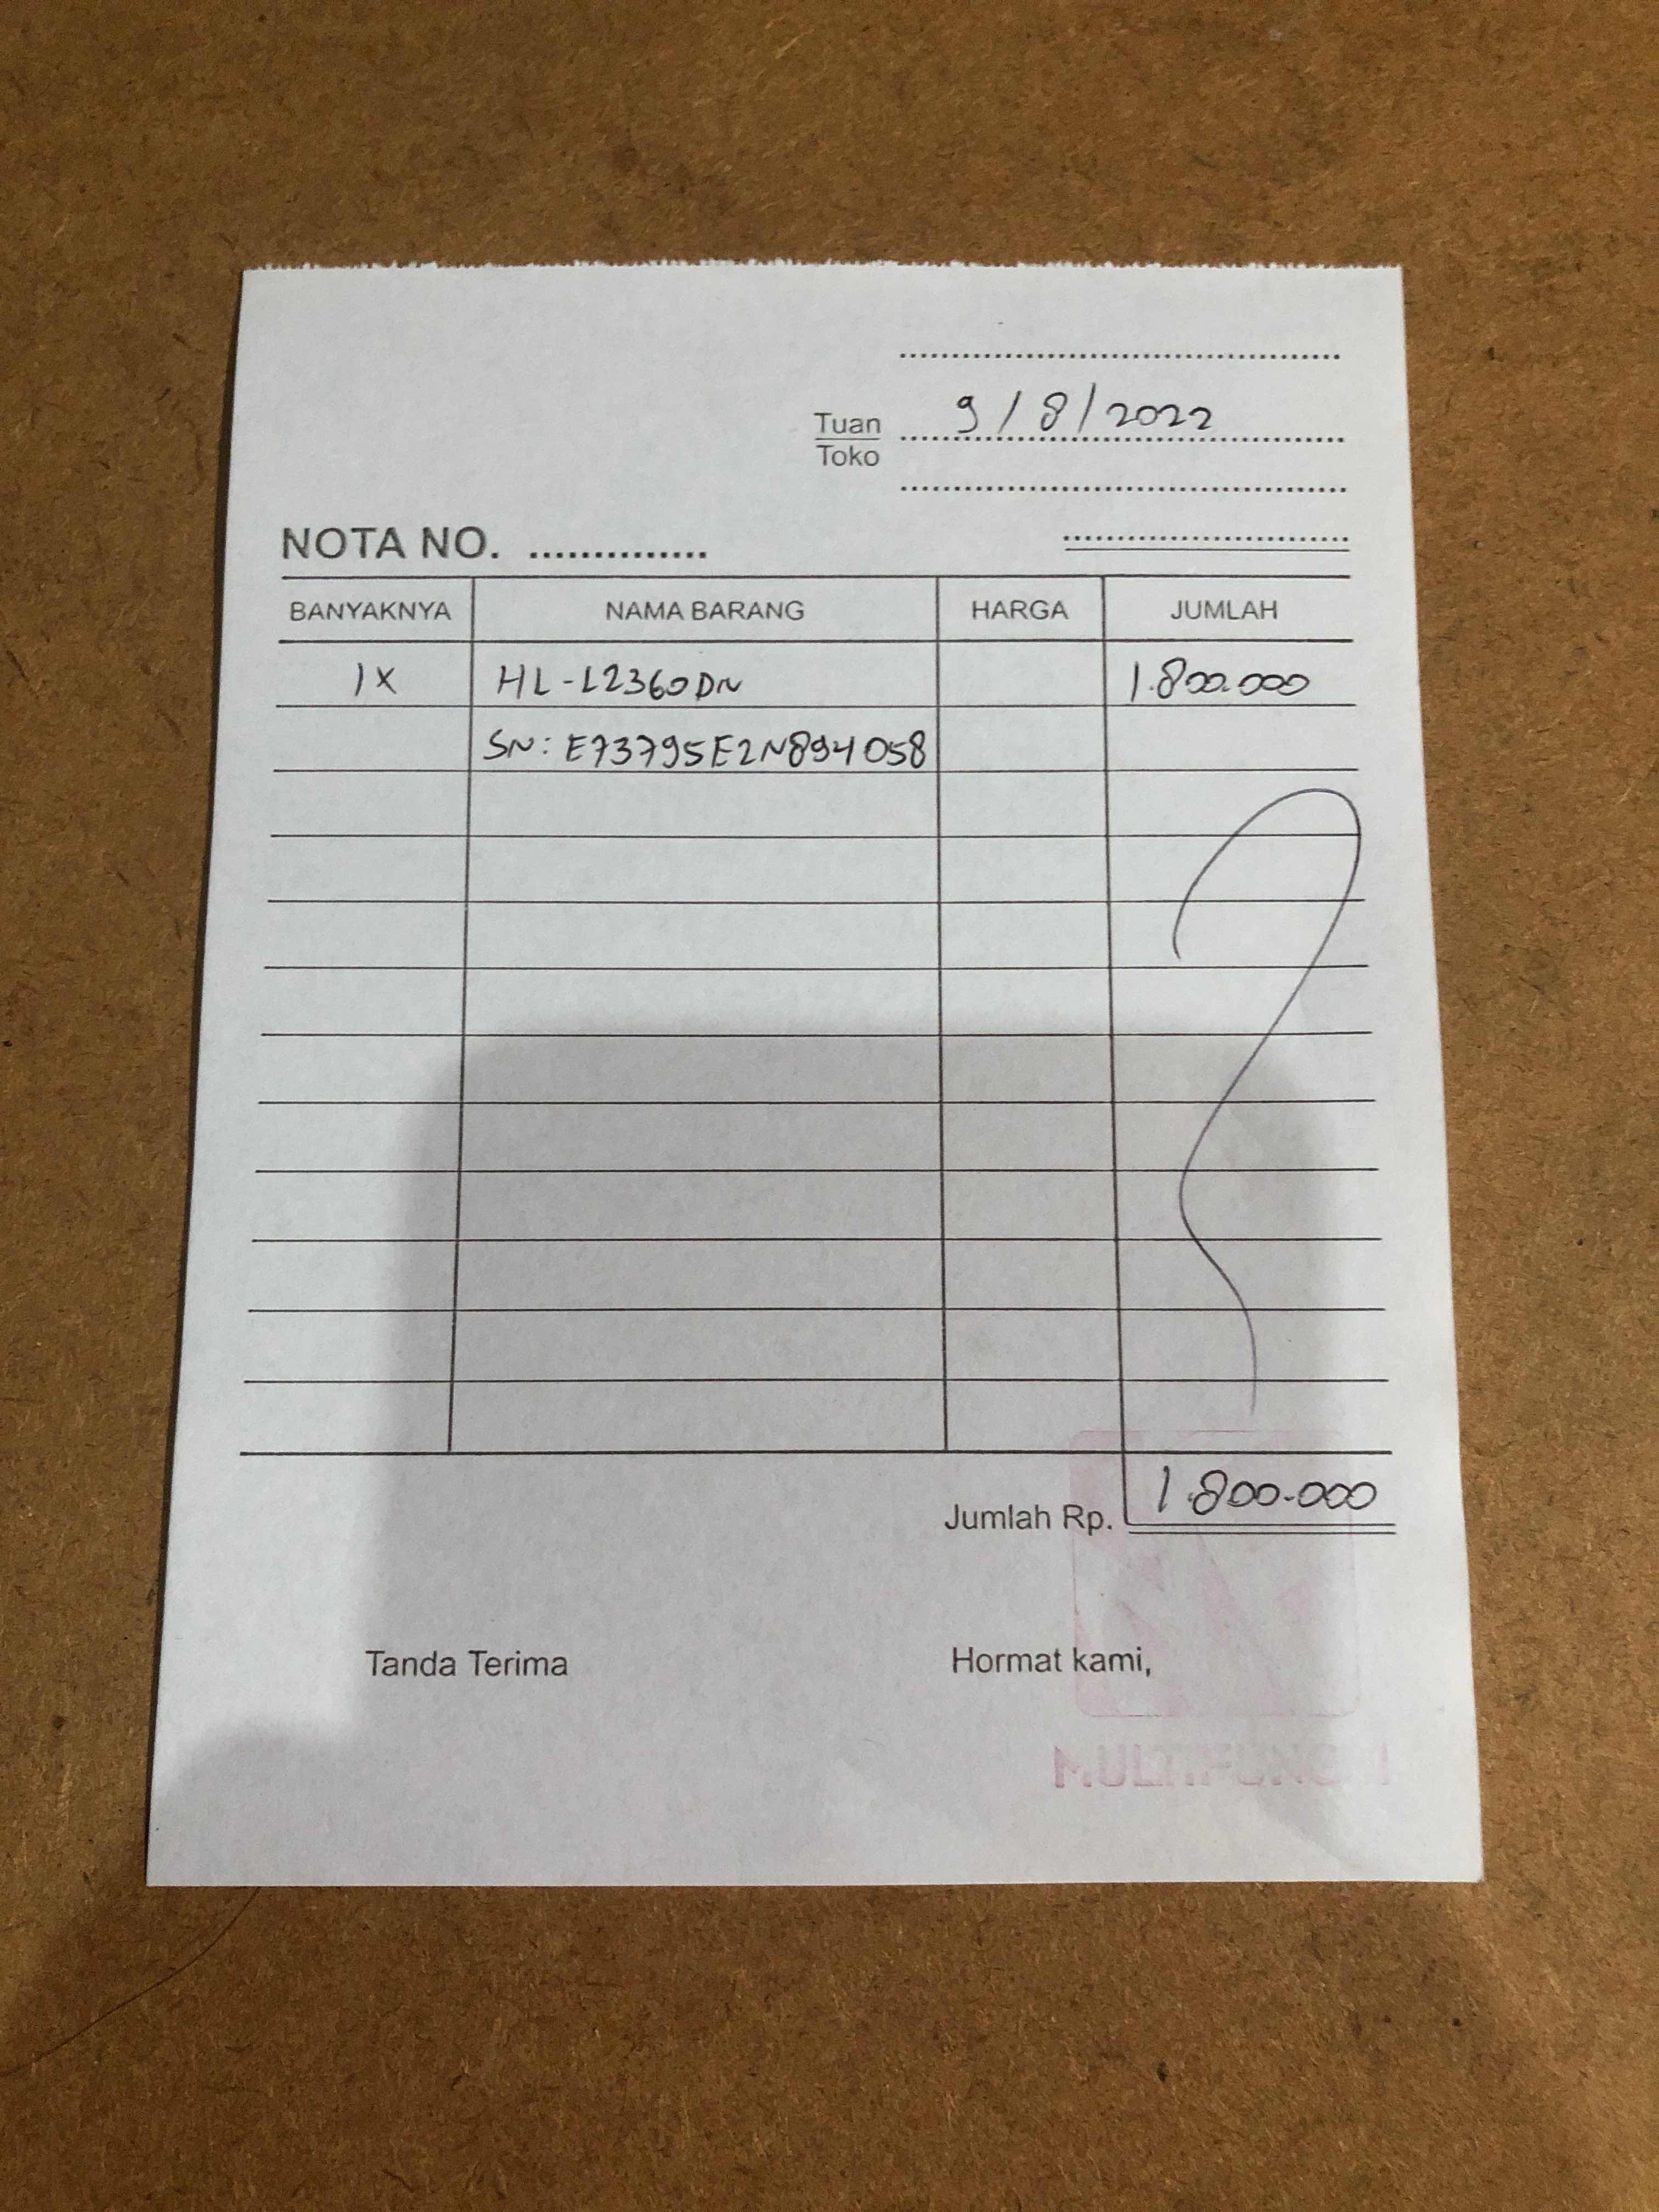 Tuan 9/8/2022
Toko
NOTA NO. ..............
BANYAKNYA NAMA BARANG HARGA JUMLAH
1X HL-L2360DN 1.800.000
SN: E73795E2N894058
Jumlah Rp. 1.800.000
Tanda Terima Hormat kami,